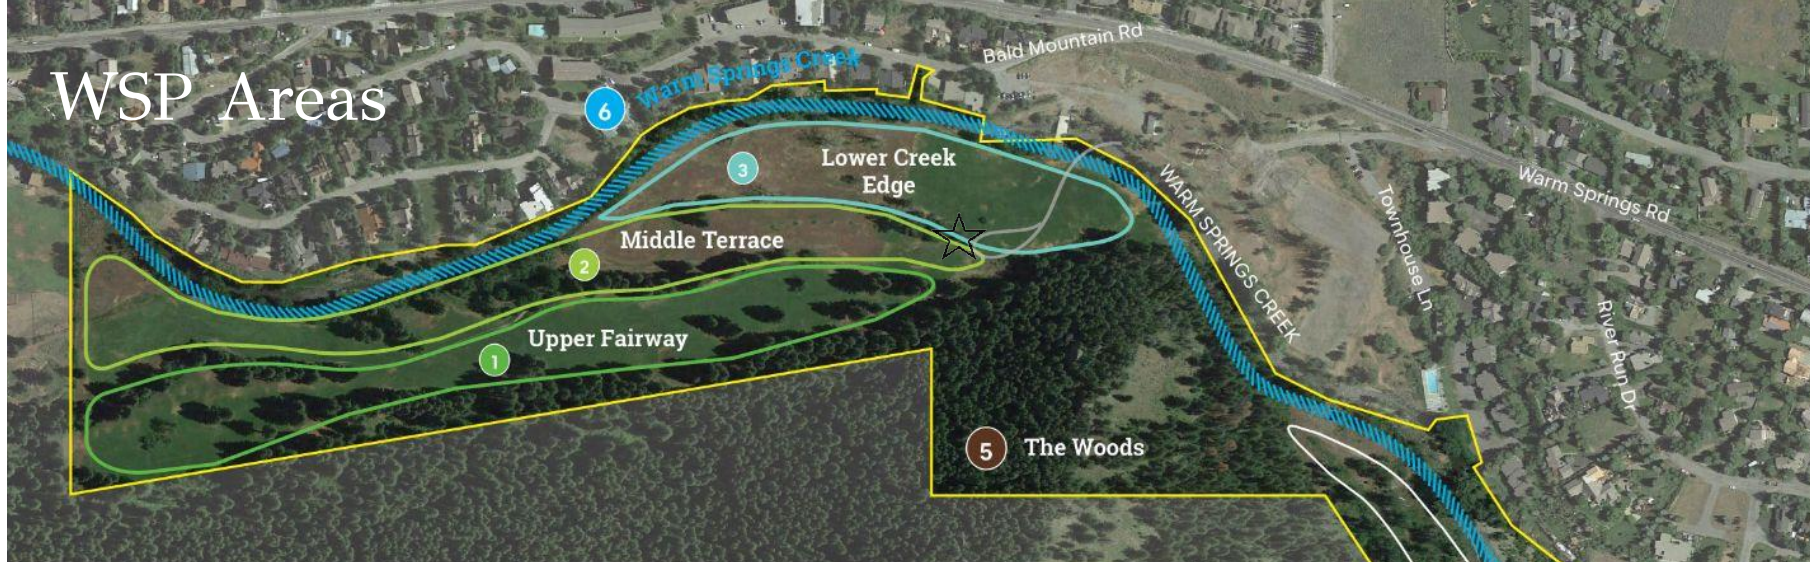 WSP Areas
6
Warm Springs Creek
Bald Mountain Rd
3
Lower Creek
Edge
WARM SPRINGS CREEK
Warm Springs Rd
Townhouse Ln
River Run Dr
Middle Terrace
2
Upper Fairway
1
5
The Woods